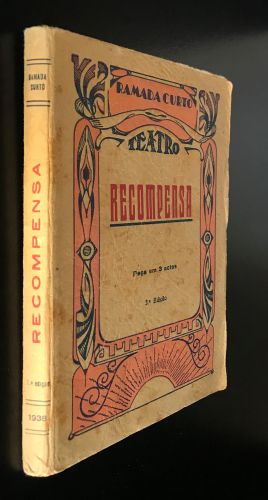 RAMADA CURTO
TEATRO
RECOMPENSA
Peça em 3 actos
3.ª Edição
RAMADA
CURTO
RECOMPENSA
1938